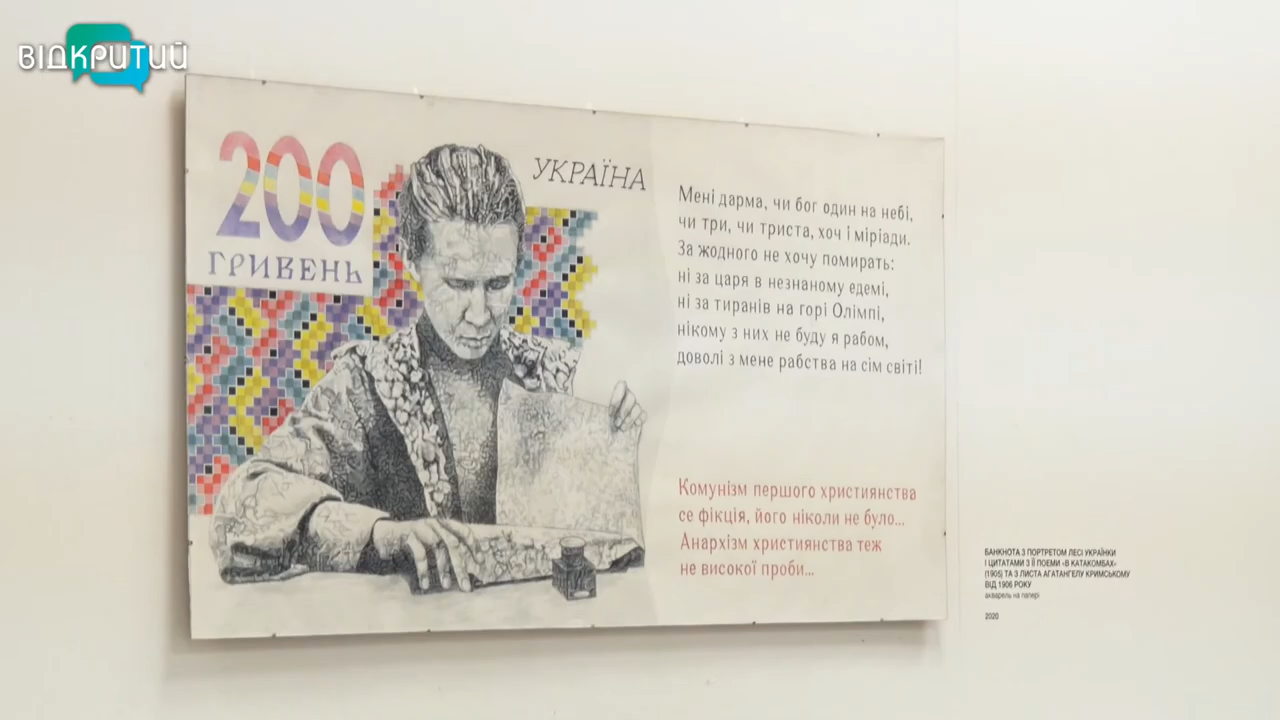 ВІДКРИТИЙ
200
ГРИВЕНЬ
УКРАЇНА
Мені дарма, чи бог один на небі,
чи три, чи триста, хоч і міріади.
За жодного не хочу помирать:
ні за царя в незнаному едемі,
ні за тиранів на горі Олімпі,
нікому з них не буду я рабом,
доволі з мене рабства на сім світі!
Комунізм першого християнства
се фікція, його ніколи не було...
Анархізм християнства теж
не високої проби...
БАНКНОТА З ПОРТРЕТОМ ЛЕСІ УКРАЇНКИ
І ЦИТАТАМИ З ЇЇ ПОЕМИ «В КАТАКОМБАХ»
(1905) ТА З ЛИСТА АГАТАНГЕЛУ КРИМСЬКОМУ
ВІД 1906 РОКУ
акварель на папері
2020